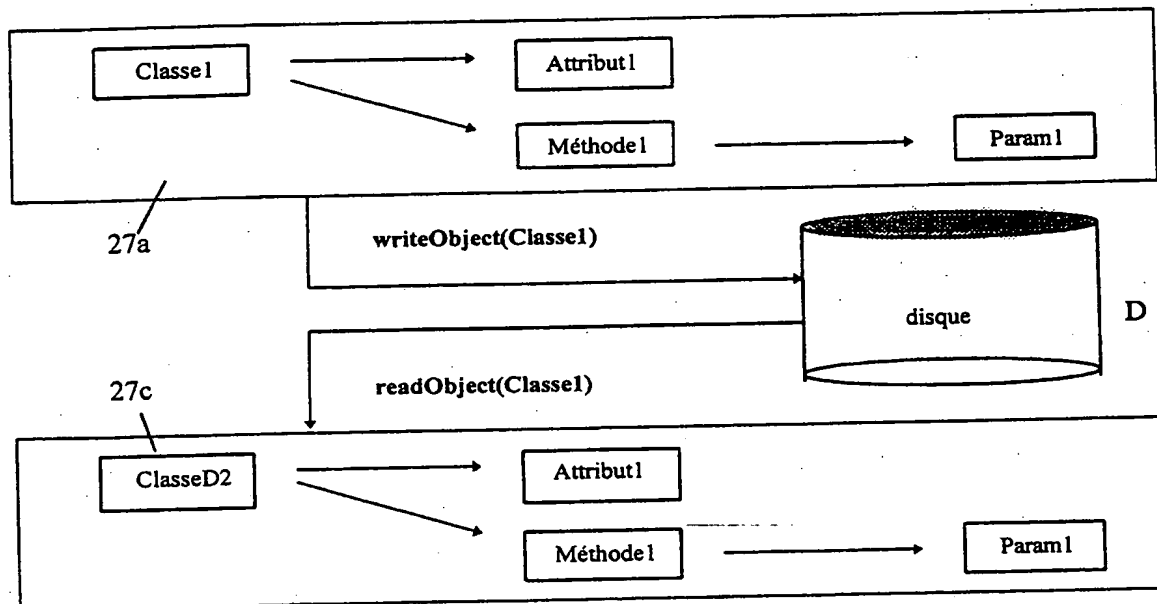 Classe1
Attribut1
Méthode1
Param1
27a
writeObject(Classe1)
disque
D
readObject(Classe1)
27c
ClasseD2
Attribut1
Méthode1
Param1